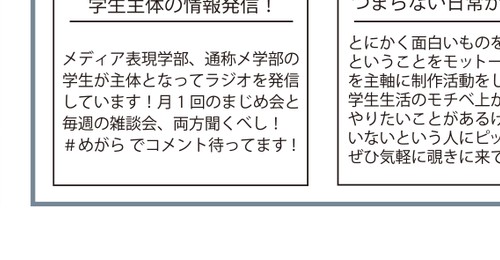 学生主体の情報発信！
メディア表現学部、通称メ学部の
学生が主体となってラジオを発信
しています！月１回のまじめ会と
毎週の雑談会、両方聞くべし！
＃めがら でコメント待ってます！
つまらない日常か
とにかく面白いものを
ということをモットー
を主軸に制作活動をし
学生生活のモチベ上が
やりたいことがあるけ
いないという人にピッ
ぜひ気軽に覗きに来て